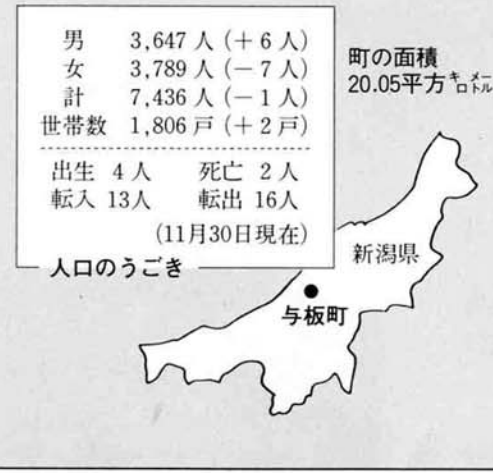 男 3,647人(+6人)
女 3,789人(-7人)
計 7,436人(-1人)
世帯数 1,806戸(+2戸)
出生 4人 死亡 2人
転入 13人 転出 16人
(11月30日現在)
人口のうごき
町の面積
20.05平方キロメートル
新潟県
与板町